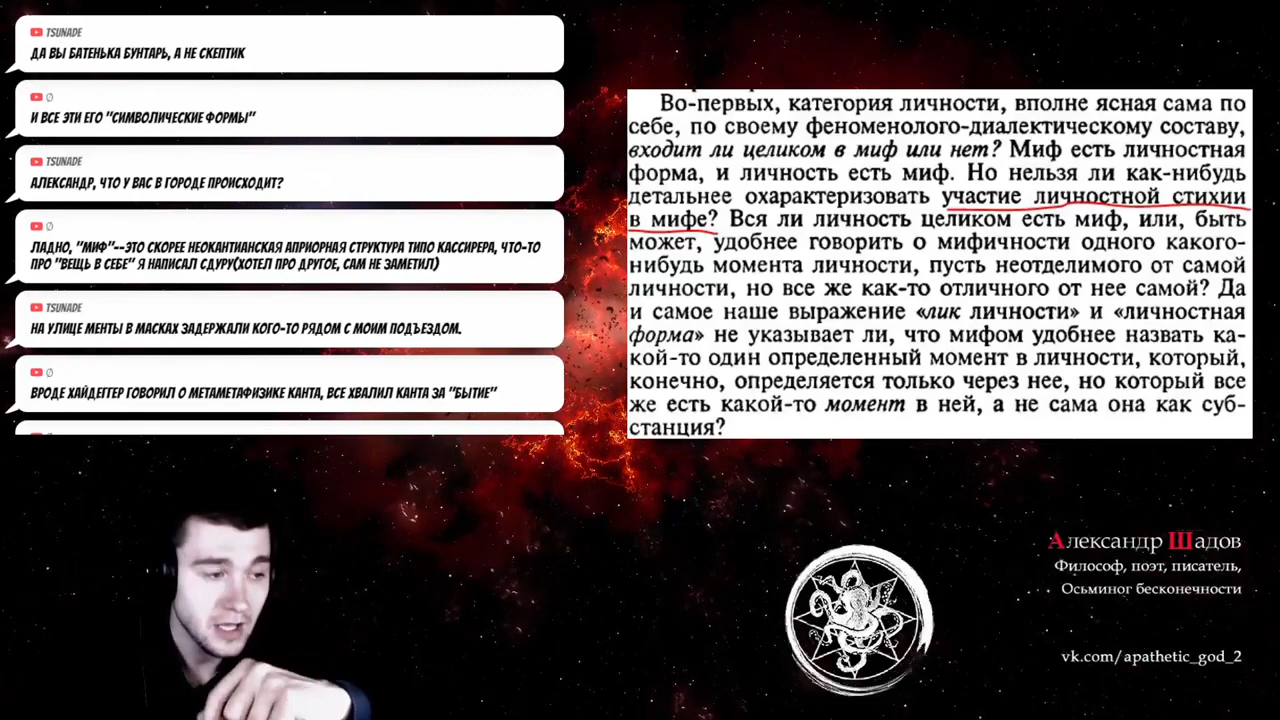 TSUNADE
ДА ВЫ БАТЕНЬКА БУНТАРЬ, А НЕ СКЕПТИК
Ø
И ВСЕ ЭТИ ЕГО "СИМВОЛИЧЕСКИЕ ФОРМЫ"
TSUNADE
АЛЕКСАНДР, ЧТО У ВАС В ГОРОДЕ ПРОИСХОДИТ?
Ø
ЛАДНО, "МИФ"--ЭТО СКОРЕЕ НЕОКАНТИАНСКАЯ АПРИОРНАЯ СТРУКТУРА ТИПО КАССИРЕРА, ЧТО-ТО
ПРО "ВЕЩЬ В СЕБЕ" Я НАПИСАЛ СДУРУ(ХОТЕЛ ПРО ДРУГОЕ, САМ НЕ ЗАМЕТИЛ)
TSUNADE
НА УЛИЦЕ МЕНТЫ В МАСКАХ ЗАДЕРЖАЛИ КОГО-ТО РЯДОМ С МОИМ ПОДЪЕЗДОМ.
Ø
ВРОДЕ ХАЙДЕГГЕР ГОВОРИЛ О МЕТАМЕТАФИЗИКЕ КАНТА, ВСЕ ХВАЛИЛ КАНТА ЗА "БЫТИЕ"
Во-первых, категория личности, вполне ясная сама по
себе, по своему феноменолого-диалектическому составу,
входит ли целиком в миф или нет? Миф есть личностная
форма, и личность есть миф. Но нельзя ли как-нибудь
детальнее охарактеризовать участие личностной стихии
в мифе? Вся ли личность целиком есть миф, или, быть
может, удобнее говорить о мифичности одного какого-
нибудь момента личности, пусть неотделимого от самой
личности, но все же как-то отличного от нее самой? Да
и самое наше выражение «лик личности» и «личностная
форма» не указывает ли, что мифом удобнее назвать ка-
кой-то один определенный момент в личности, который,
конечно, определяется только через нее, но который все
же есть какой-то момент в ней, а не сама она как суб-
станция?
Александр Шадов
Философ, поэт, писатель,
Осьминог бесконечности
vk.com/apathetic_god_2